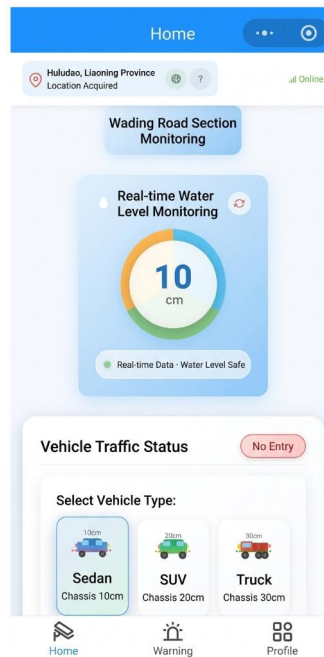 Home
Huludao, Liaoning Province
Location Acquired
?
Online
Wading Road Section
Monitoring
Real-time Water
Level Monitoring
10
cm
Real-time Data - Water Level Safe
Vehicle Traffic Status
No Entry
Select Vehicle Type:
10cm
20cm
30cm
Sedan
SUV
Truck
Chassis 10cm
Chassis 20cm
Chassis 30cm
Home
Warning
Profile